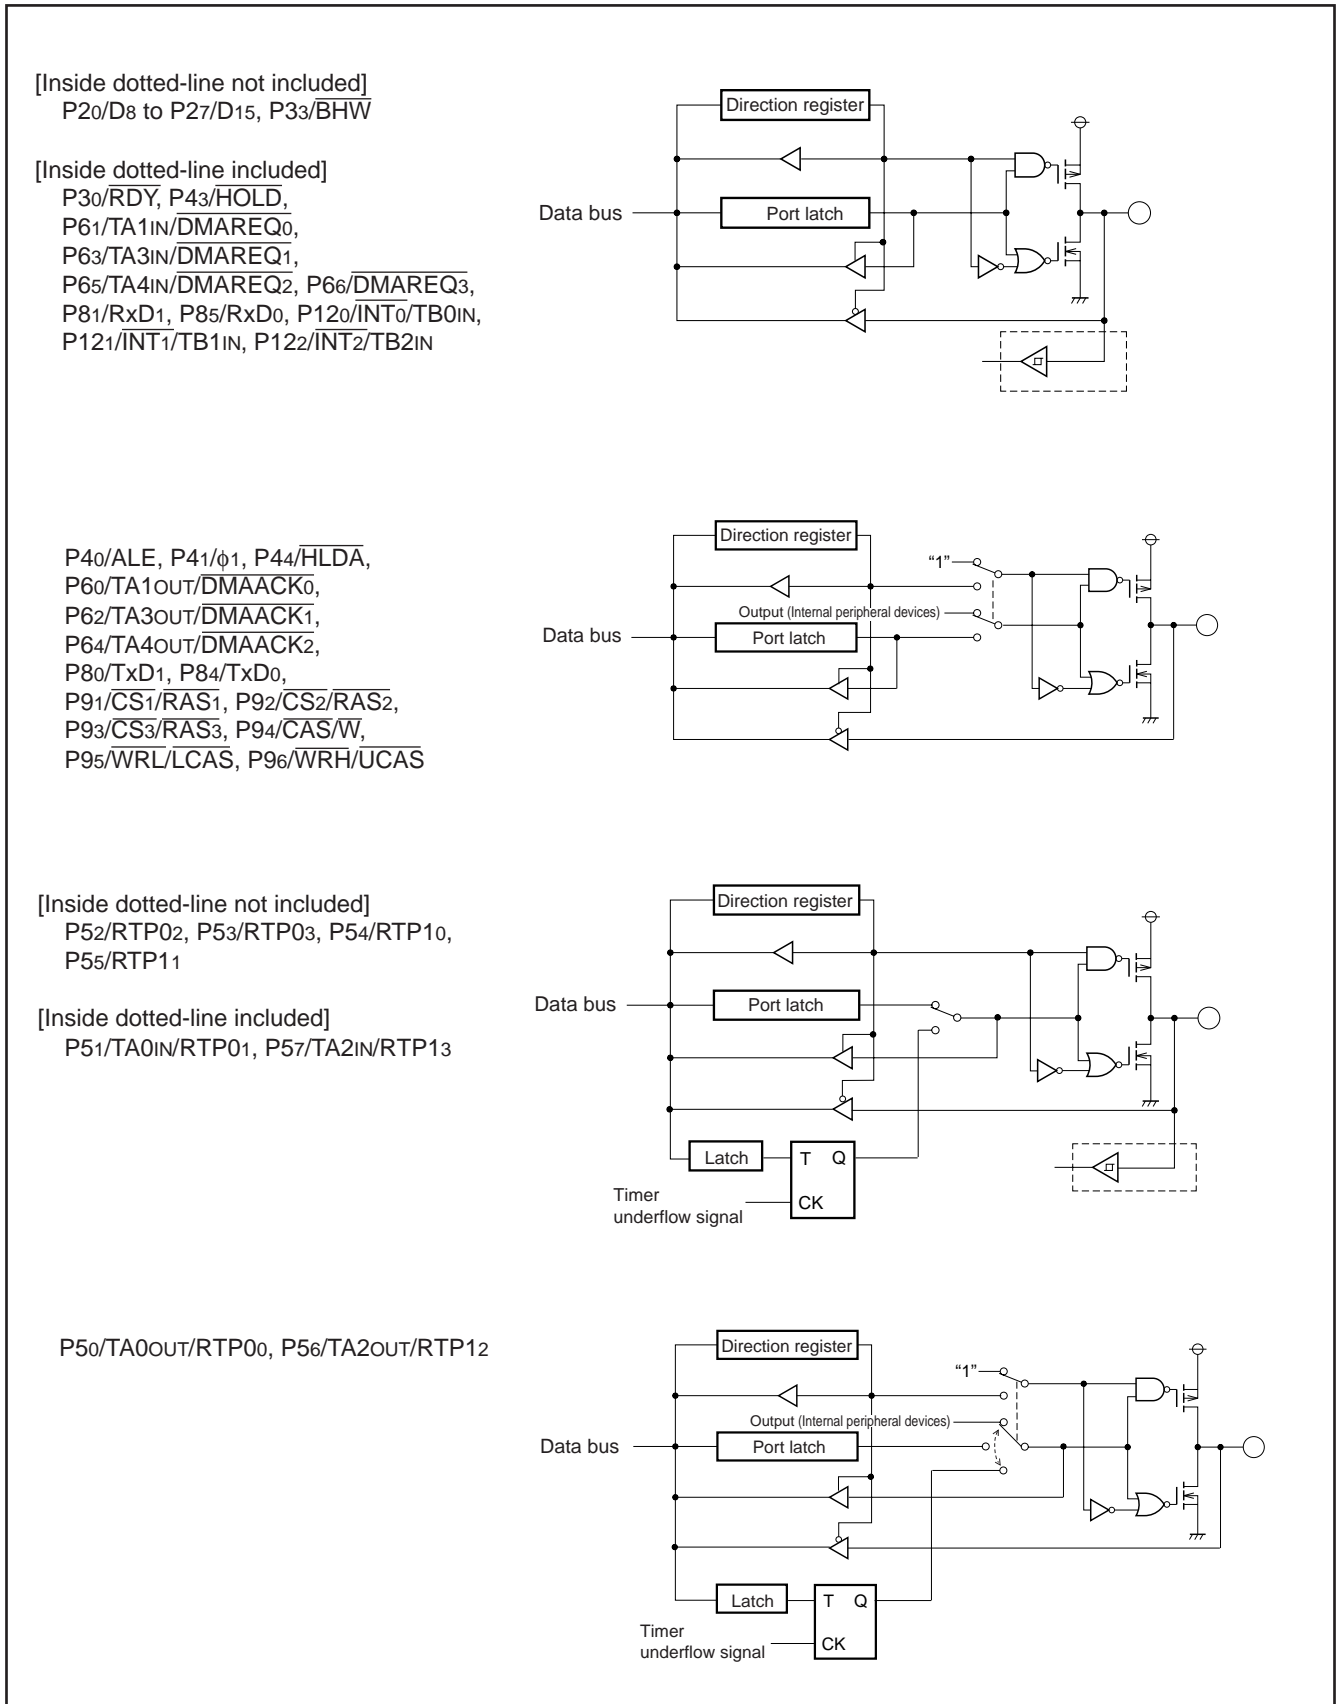 [Inside dotted-line not included]
P20/D8 to P27/D15, P33/BHW
[Inside dotted-line included]
P30/RDY, P43/HOLD,
P61/TA1IN/DMAREQ0,
P63/TA3IN/DMAREQ1,
P65/TA4IN/DMAREQ2, P66/DMAREQ3,
P81/RxD1, P85/RxD0, P120/INT0/TB0IN,
P121/INT1/TB1IN, P122/INT2/TB2IN
Direction register
Data bus
Port latch
P40/ALE, P41/ϕ1, P44/HLDA,
P60/TA1OUT/DMAACK0,
P62/TA3OUT/DMAACK1,
P64/TA4OUT/DMAACK2,
P80/TxD1, P84/TxD0,
P91/CS1/RAS1, P92/CS2/RAS2,
P93/CS3/RAS3, P94/CAS/W,
P95/WRL/LCAS, P96/WRH/UCAS
Direction register
“1”
Output (Internal peripheral devices)
Data bus
Port latch
[Inside dotted-line not included]
P52/RTP02, P53/RTP03, P54/RTP10,
P55/RTP11
[Inside dotted-line included]
P51/TA0IN/RTP01, P57/TA2IN/RTP13
Direction register
Data bus
Port latch
Latch
T Q
CK
Timer
underflow signal
P50/TA0OUT/RTP00, P56/TA2OUT/RTP12
Direction register
“1”
Output (Internal peripheral devices)
Data bus
Port latch
Latch
T Q
CK
Timer
underflow signal